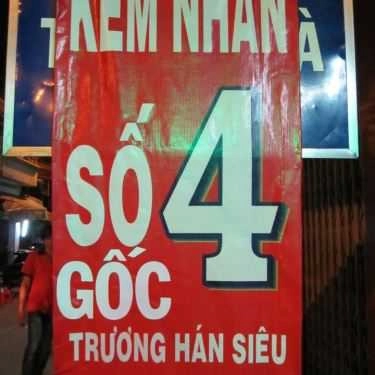 KEM NHAN
SỐ 4
GỐC
TRƯƠNG HÁN SIÊU